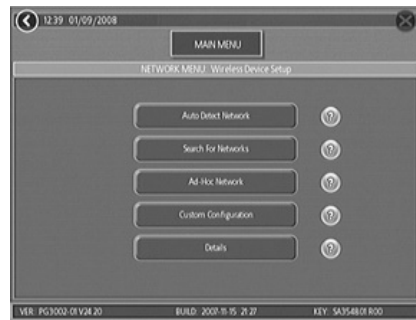 12:39 01/09/2008
MAIN MENU
NETWORK MENU: Wireless Device Setup
Auto Detect Network ?
Search For Networks ?
Ad-Hoc Network ?
Custom Configuration ?
Details ?
VER: PG3002-01 V24.20 BUILD: 2007-11-15 21:27 KEY: SA3548.01 R00